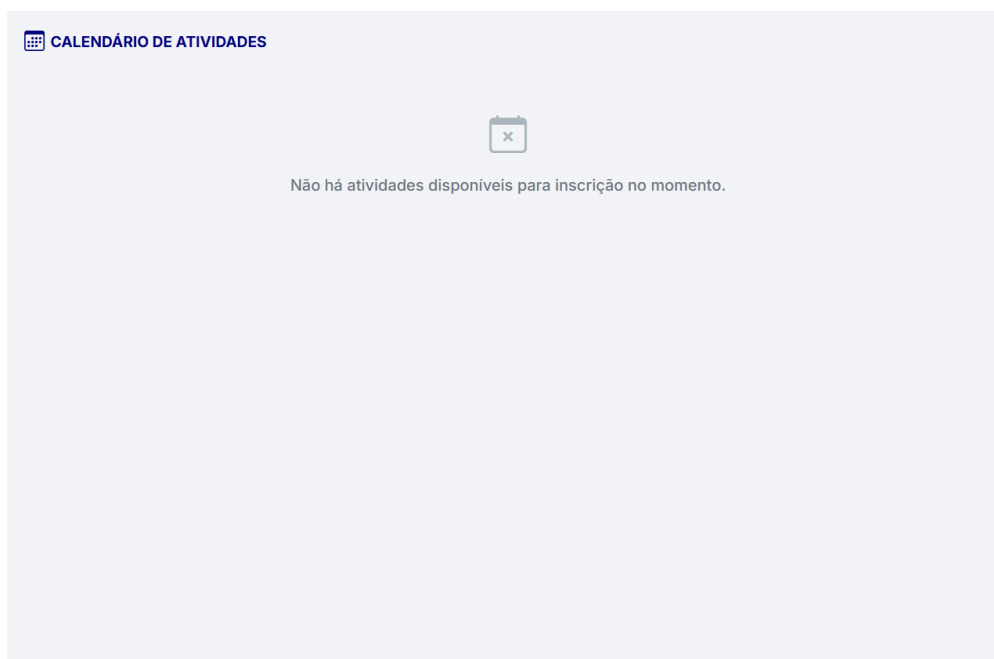 CALENDÁRIO DE ATIVIDADES
Não há atividades disponíveis para inscrição no momento.